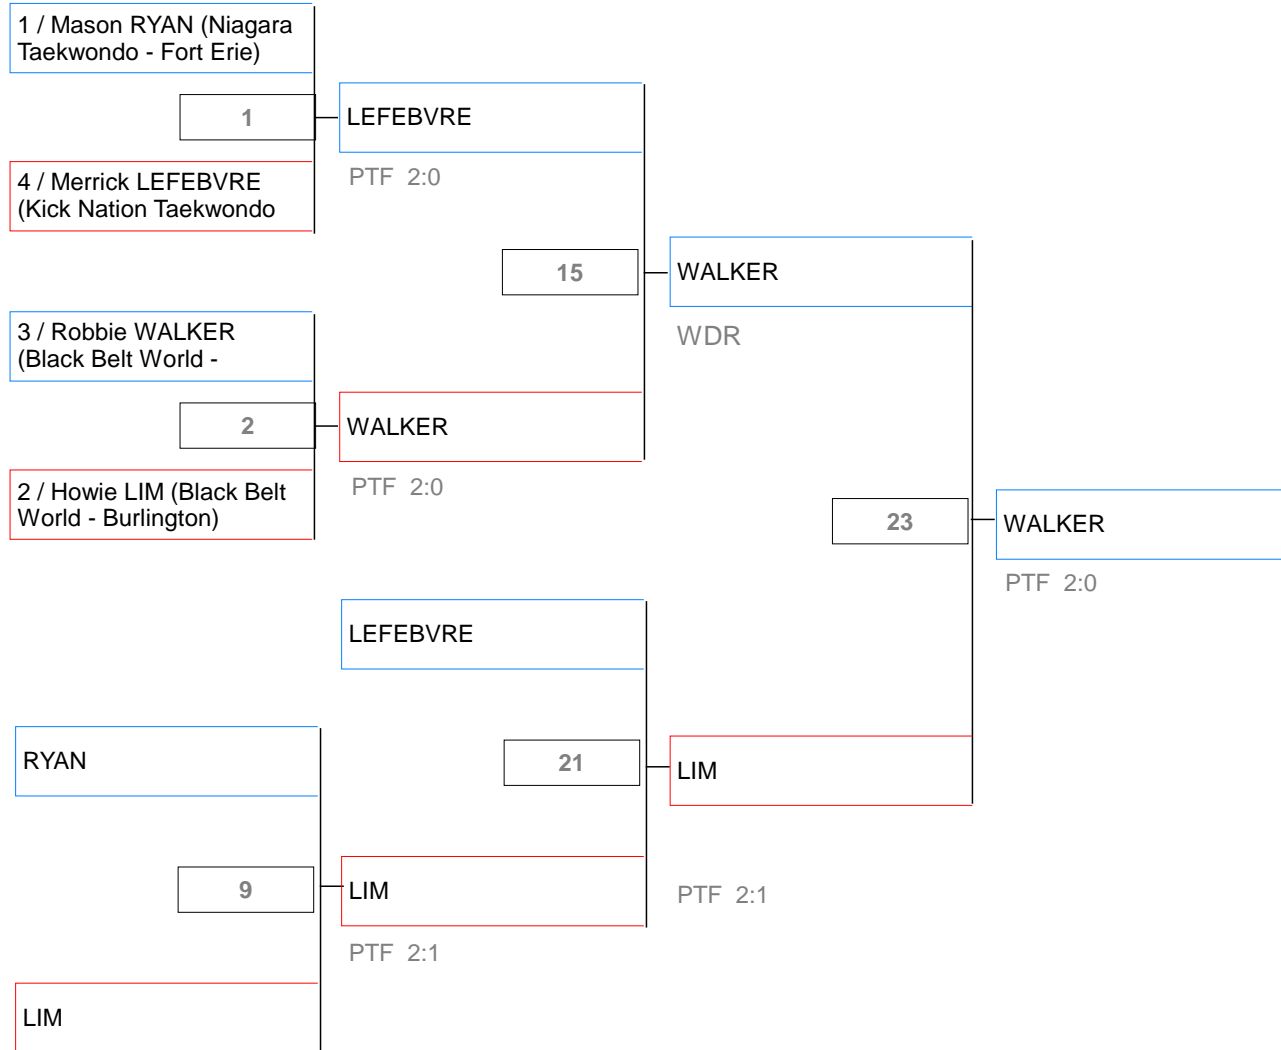 1 / Mason RYAN (Niagara
Taekwondo - Fort Erie)
1
LEFEBVRE
PTF 2:0
4 / Merrick LEFEBVRE
(Kick Nation Taekwondo
15
WALKER
WDR
3 / Robbie WALKER
(Black Belt World -
2
WALKER
PTF 2:0
2 / Howie LIM (Black Belt
World - Burlington)
23
WALKER
PTF 2:0
LEFEBVRE
RYAN
21
LIM
9
LIM
PTF 2:1
PTF 2:1
LIM